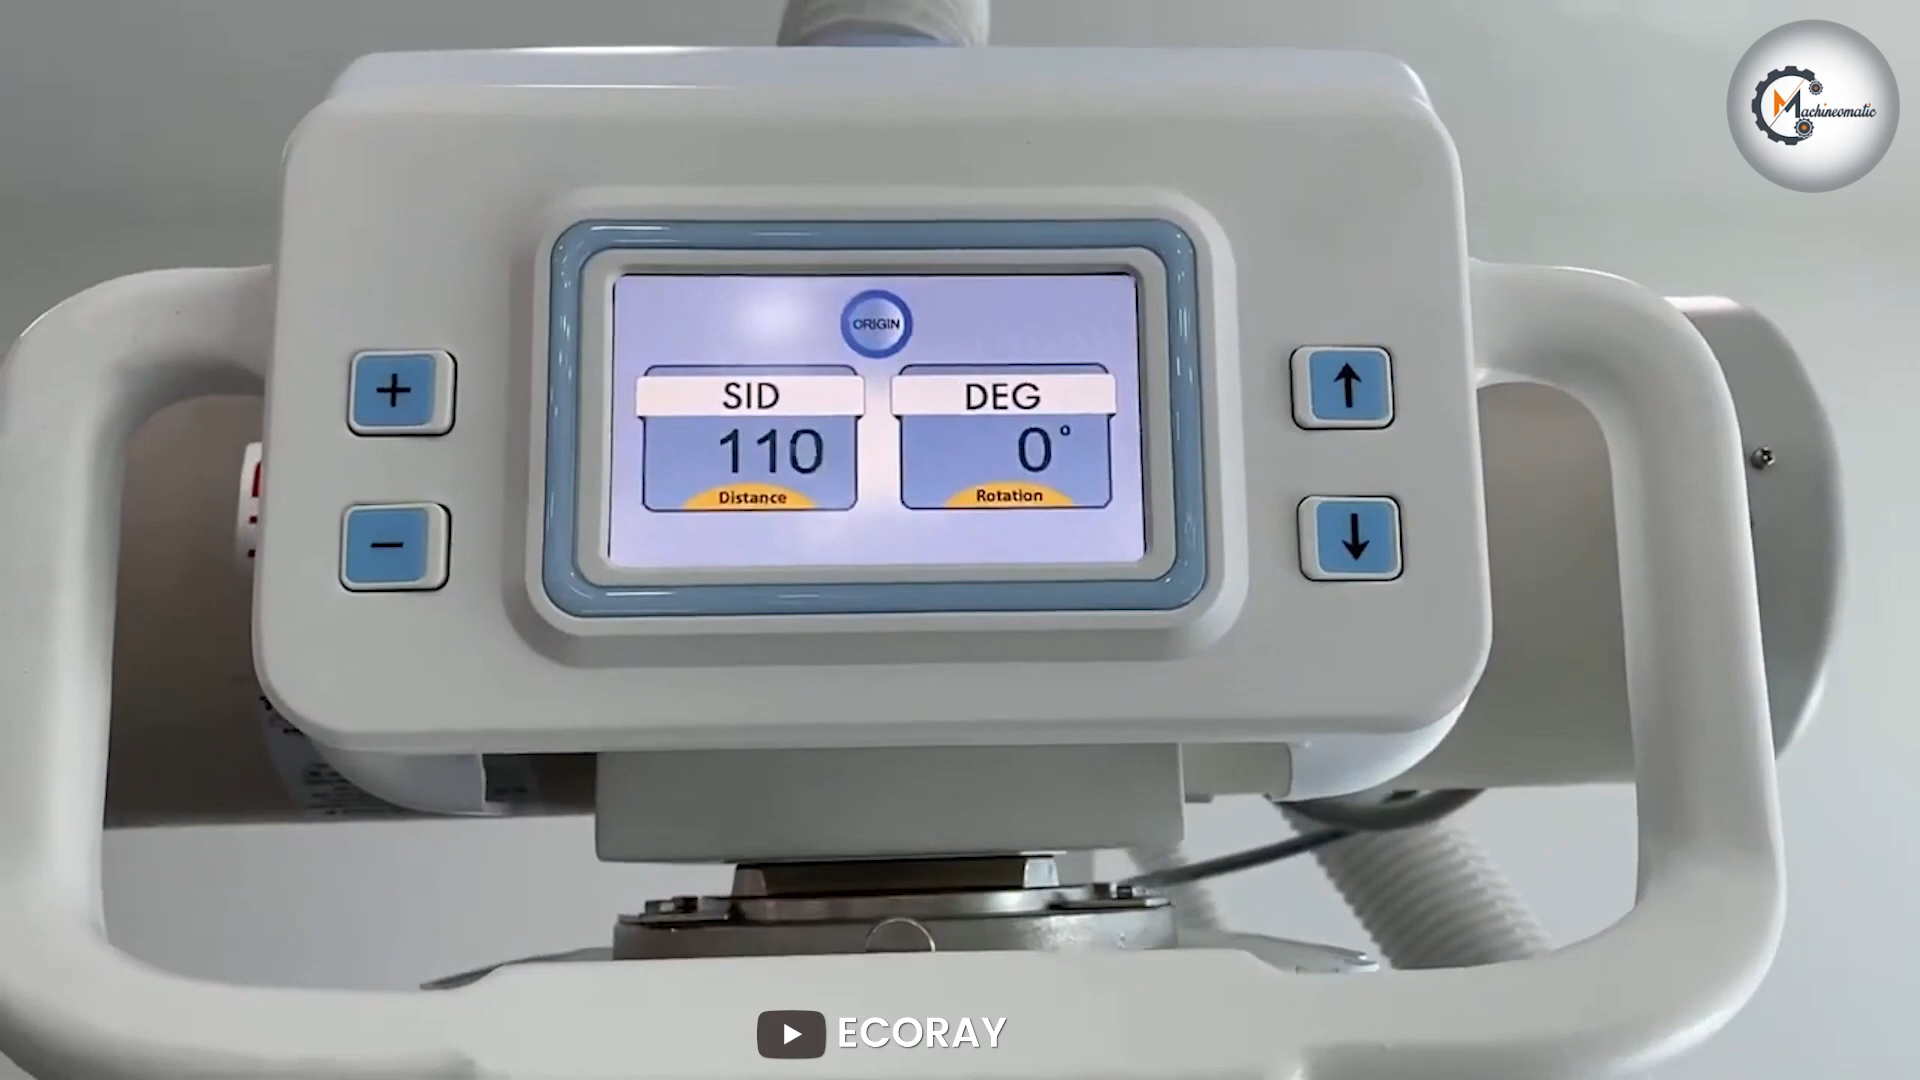 Machineomatic
ORIGIN
SID
DEG
110
0°
Distance
Rotation
+
-
↑
↓
ECORAY